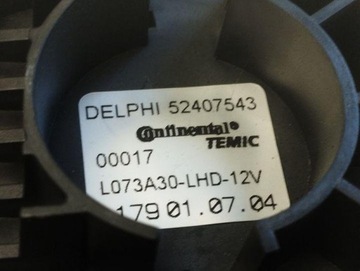 DELPHI 52407543
Continental®
TEMIC
00017
L073A30-LHD-12V
179 01.07.04